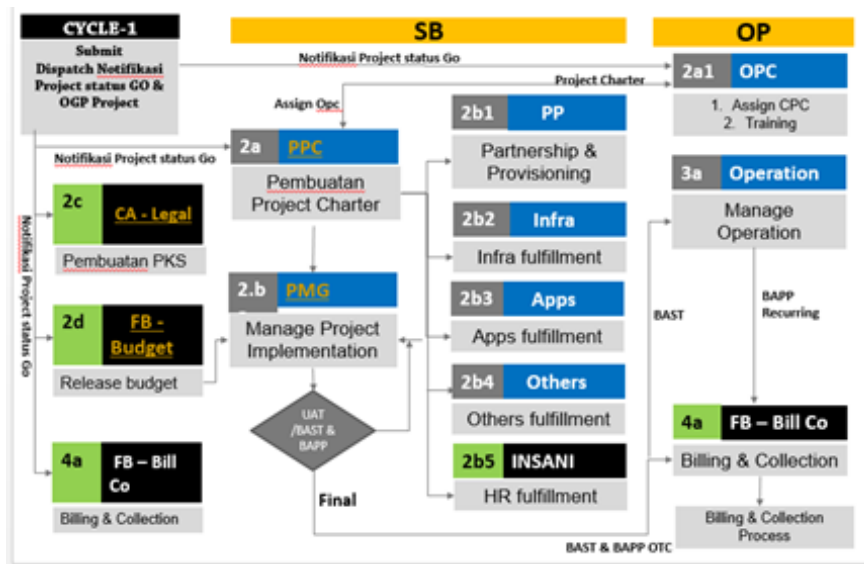 CYCLE-1
Submit
Dispatch Notifikasi
Project status GO &
OGP Project
SB
OP
Notifikasi Project status Go
Project Charter
Assign Opc
Notifikasi Project status Go
Notifikasi Project status Go
2a PPC
Pembuatan
Project Charter
2c CA - Legal
Pembuatan PKS
2d FB -
Budget
Release budget
4a FB – Bill
Co
Billing & Collection
2.b PMG
Manage Project
Implementation
UAT
/BAST &
BAPP
Final
2b1 PP
Partnership &
Provisioning
2b2 Infra
Infra fulfillment
2b3 Apps
Apps fulfillment
2b4 Others
Others fulfillment
2b5 INSANI
HR fulfillment
2a1 OPC
1. Assign CPC
2. Training
3a Operation
Manage
Operation
BAST
BAPP
Recurring
4a FB – Bill Co
Billing & Collection
Billing & Collection
Process
BAST & BAPP OTC